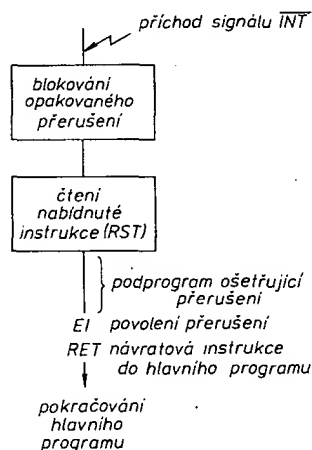 příchod signálu INT
blokování
opakovaného
přerušení
čtení
nabídnuté
instrukce (RST)
podprogram ošetřující
přerušení
EI povolení přerušení
RET návratová instrukce
do hlavního programu
pokračování
hlavního
programu